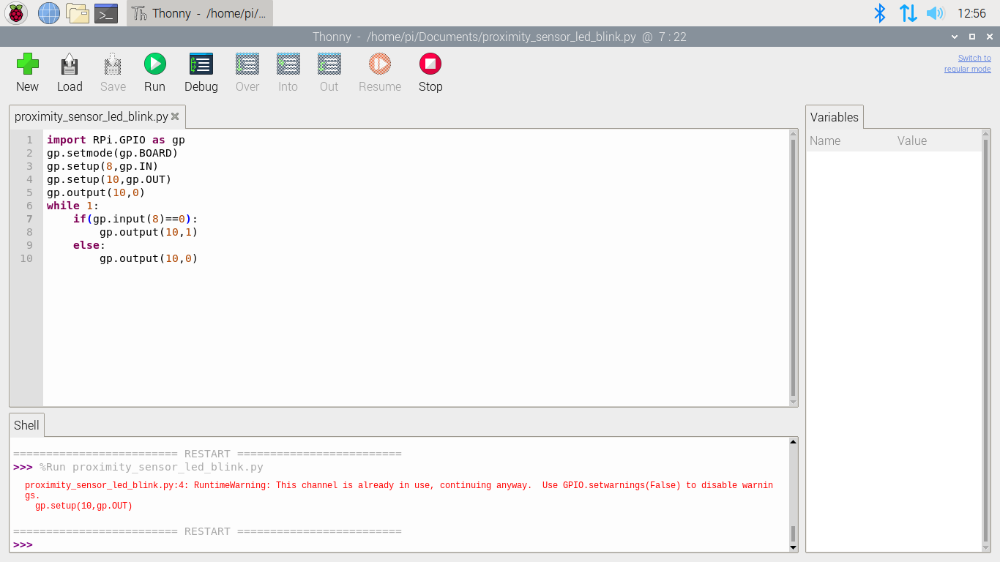 Thonny - /home/pi/…
12:56
Thonny - /home/pi/Documents/proximity_sensor_led_blink.py @ 7 : 22
New Load Save Run Debug Over Into Out Resume Stop
Switch to
regular mode
proximity_sensor_led_blink.py
1 import RPi.GPIO as gp
2 gp.setmode(gp.BOARD)
3 gp.setup(8,gp.IN)
4 gp.setup(10,gp.OUT)
5 gp.output(10,0)
6 while 1:
7     if(gp.input(8)==0):
8         gp.output(10,1)
9     else:
10         gp.output(10,0)
Variables
Name Value
Shell
========================= RESTART =========================
>>> %Run proximity_sensor_led_blink.py
proximity_sensor_led_blink.py:4: RuntimeWarning: This channel is already in use, continuing anyway.  Use GPIO.setwarnings(False) to disable warnin
gs.
  gp.setup(10,gp.OUT)
========================= RESTART =========================
>>>